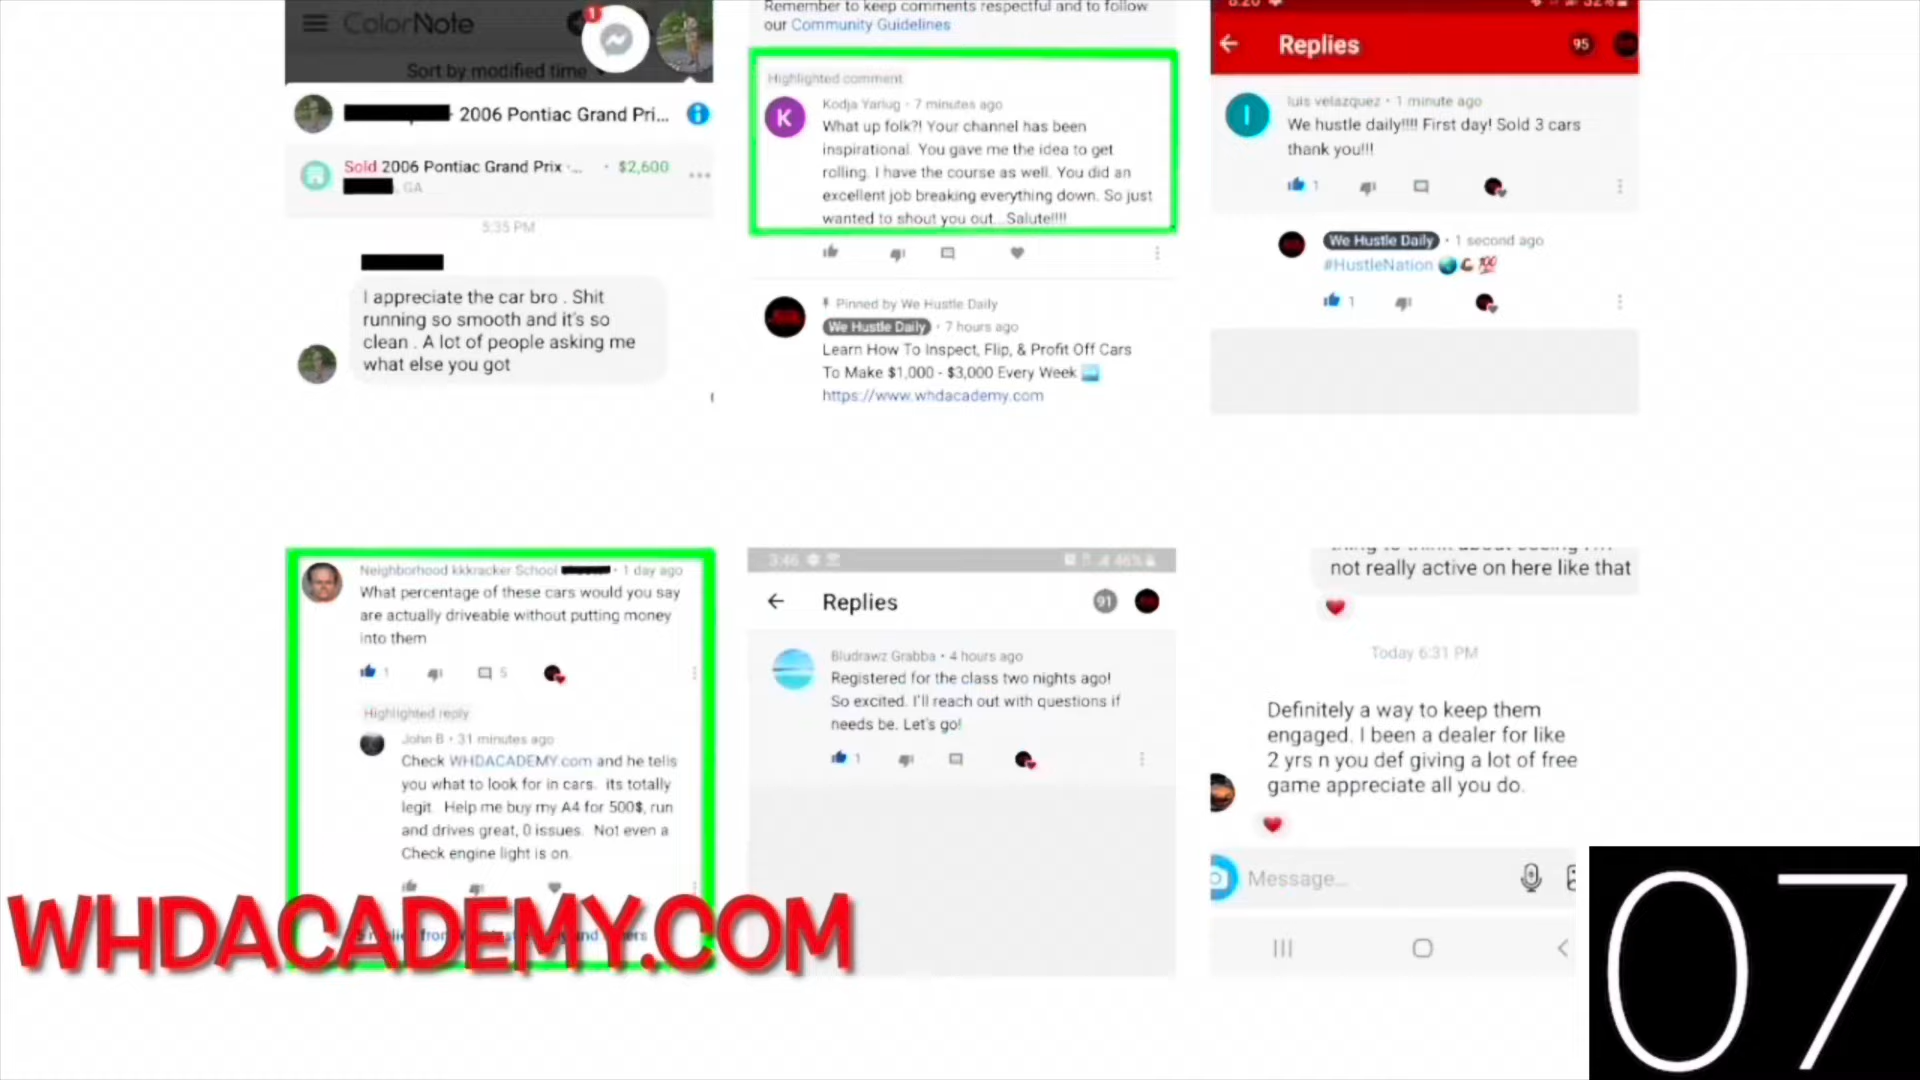 ColorNote
1
Sort by modified time
2006 Pontiac Grand Pri...
Sold 2006 Pontiac Grand Prix -... · $2,600
, GA
5:35 PM
I appreciate the car bro . Shit
running so smooth and it's so
clean . A lot of people asking me
what else you got
Remember to keep comments respectful and to follow
our Community Guidelines
Highlighted comment
K
Kodja Yarlug · 7 minutes ago
What up folk?! Your channel has been
inspirational. You gave me the idea to get
rolling. I have the course as well. You did an
excellent job breaking everything down. So just
wanted to shout you out...Salute!!!!
Pinned by We Hustle Daily
We Hustle Daily · 7 hours ago
Learn How To Inspect, Flip, & Profit Off Cars
To Make $1,000 - $3,000 Every Week
https://www.whdacademy.com
Replies
95
luis velazquez · 1 minute ago
We hustle daily!!!! First day! Sold 3 cars
thank you!!!
1
We Hustle Daily · 1 second ago
#HustleNation 💯
1
Neighborhood kkkracker School · 1 day ago
What percentage of these cars would you say
are actually driveable without putting money
into them
1 5
Highlighted reply
John B · 31 minutes ago
Check WHDACADEMY.com and he tells
you what to look for in cars. its totally
legit. Help me buy my A4 for 500$, run
and drives great, 0 issues. Not even a
Check engine light is on.
WHDACADEMY.COM
3:46 46%
Replies
91
Bludrawz Grabba · 4 hours ago
Registered for the class two nights ago!
So excited. I'll reach out with questions if
needs be. Let's go!
1
not really active on here like that
Today 6:31 PM
Definitely a way to keep them
engaged. I been a dealer for like
2 yrs n you def giving a lot of free
game appreciate all you do.
Message...
07